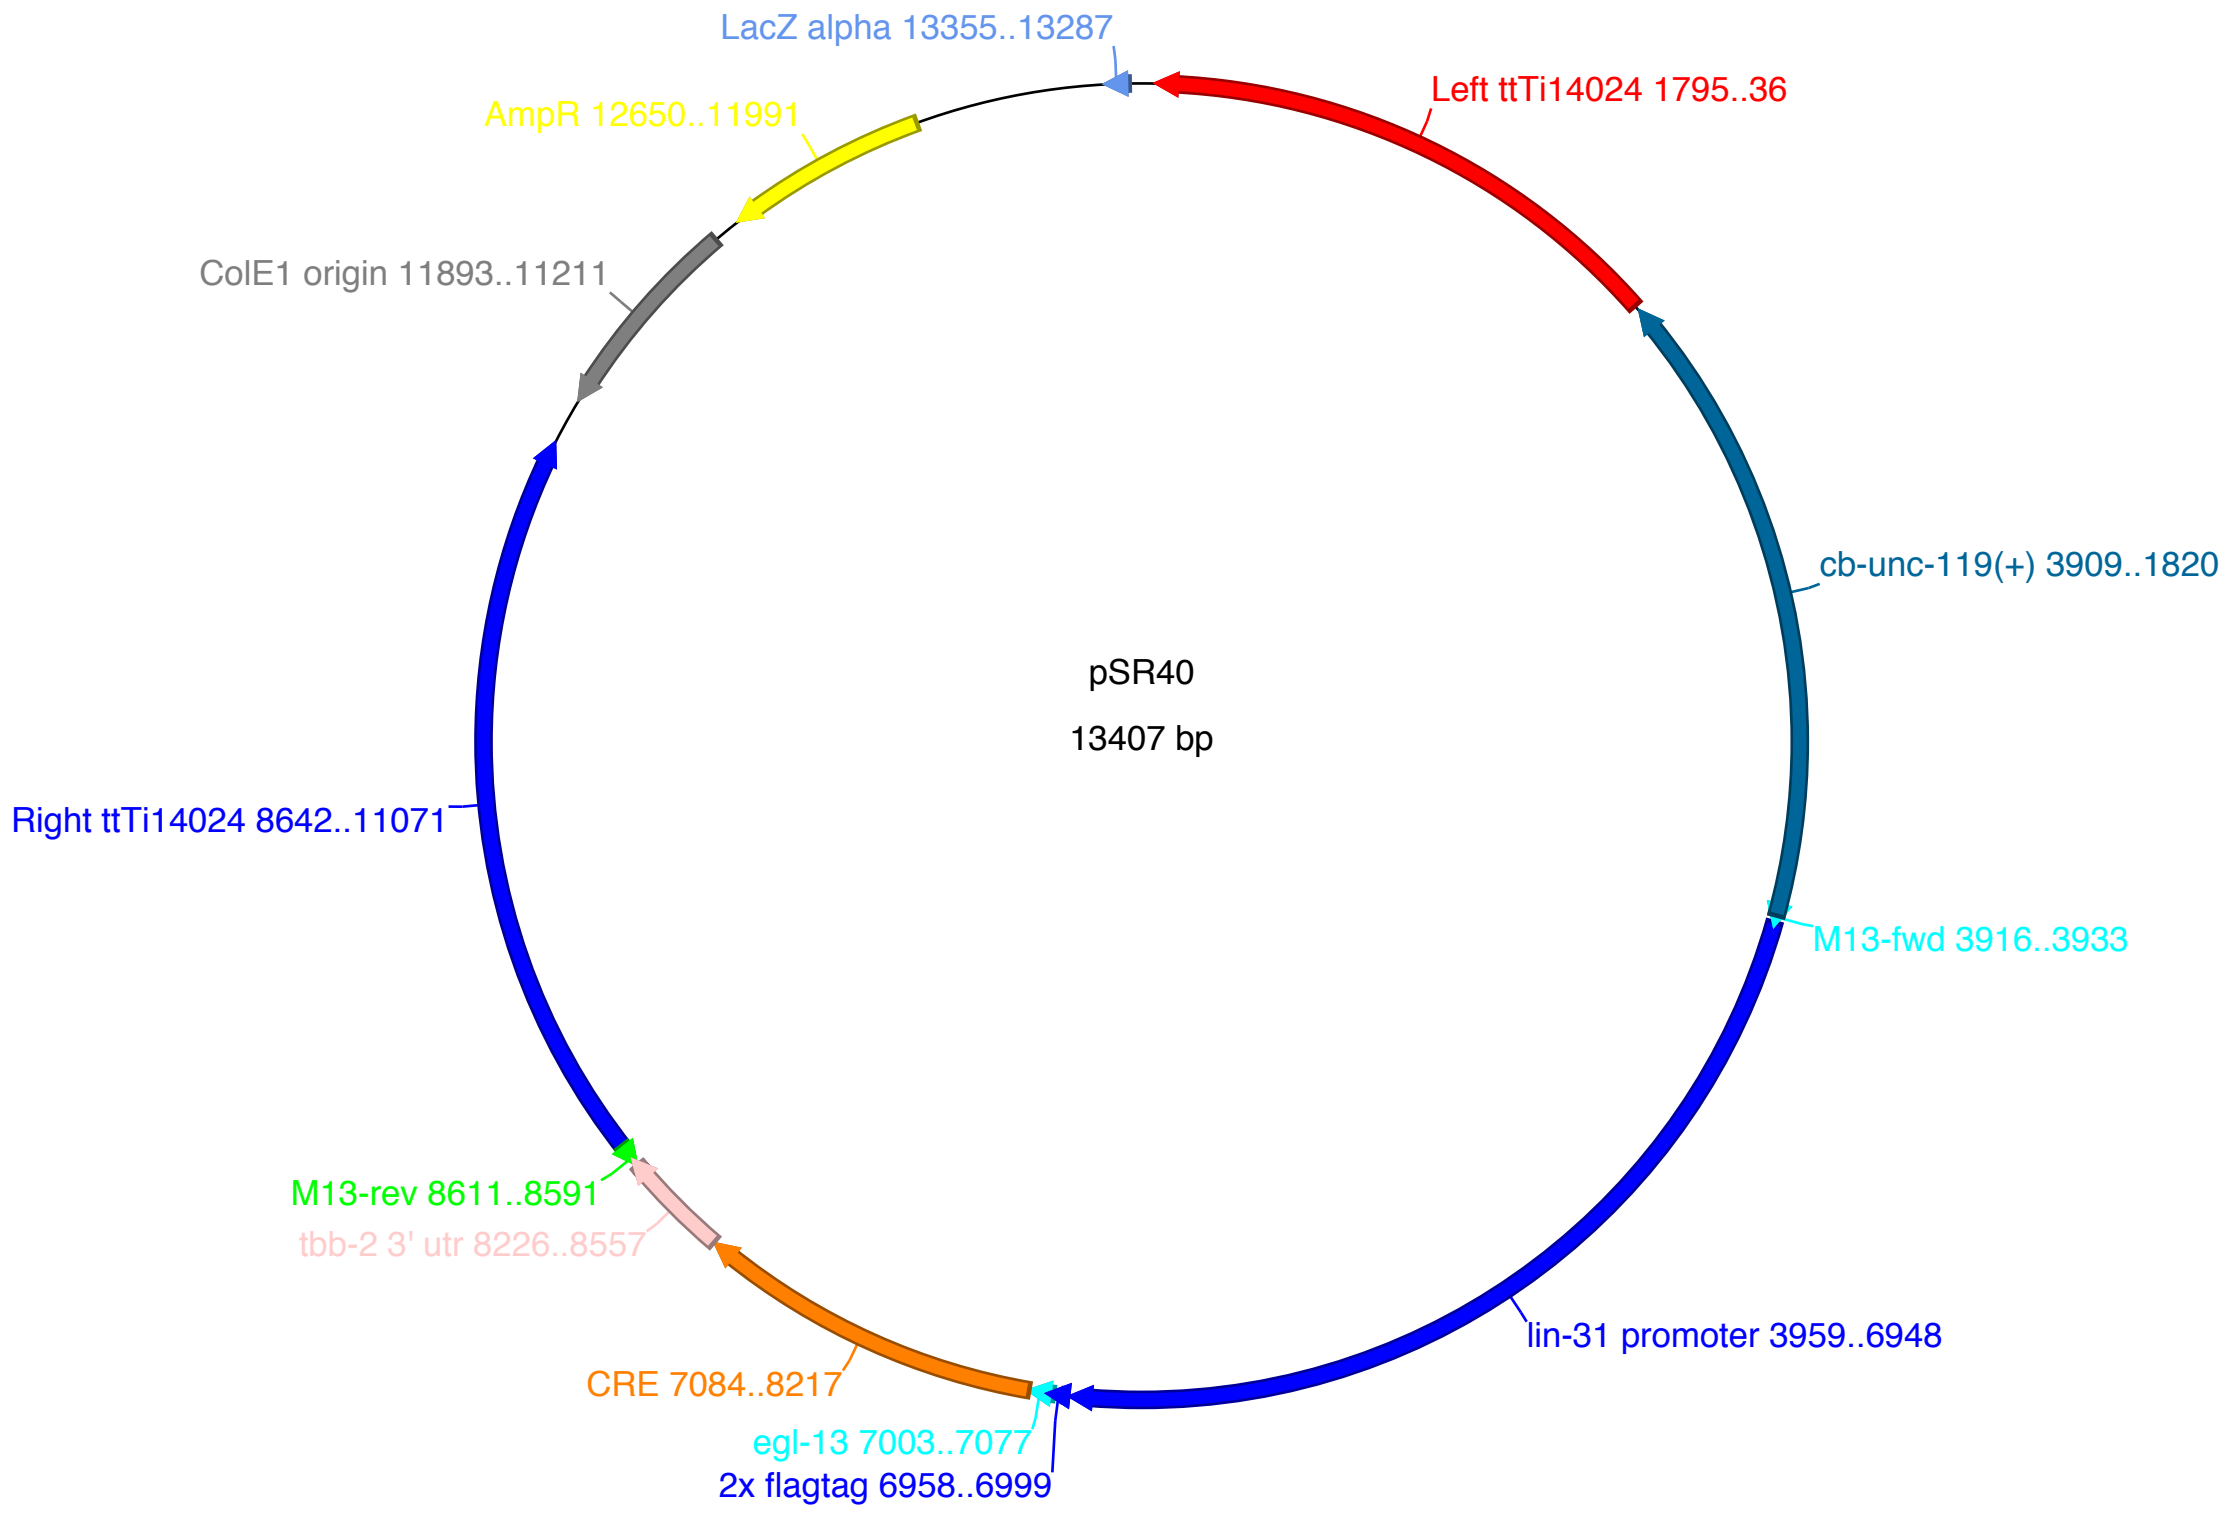 LacZ alpha 13355..13287
Left ttTi14024 1795..36
AmpR 12650..11991
ColE1 origin 11893..11211
cb-unc-119(+) 3909..1820
pSR40
13407 bp
Right ttTi14024 8642..11071
M13-fwd 3916..3933
M13-rev 8611..8591
tbb-2 3' utr 8226..8557
lin-31 promoter 3959..6948
CRE 7084..8217
egl-13 7003..7077
2x flagtag 6958..6999